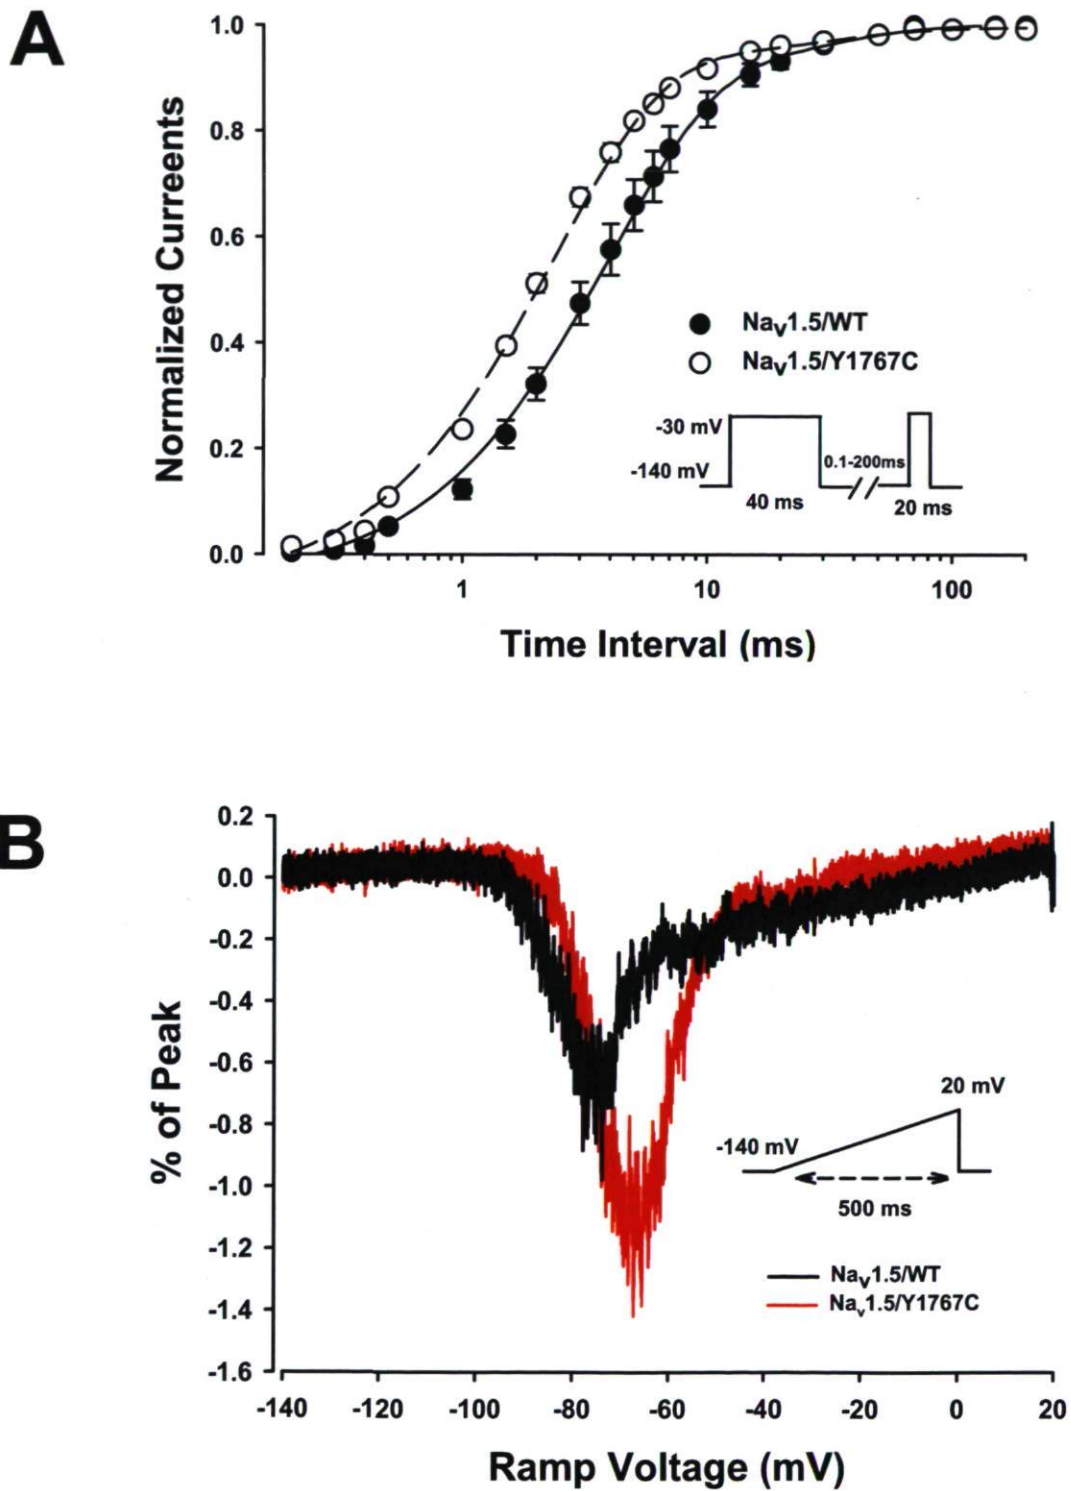 A
1.0
0.8
0.6
0.4
0.2
0.0
Normalized Curreents
Nav1.5/WT
Nav1.5/Y1767C
-30 mV
-140 mV
0.1-200ms
40 ms
20 ms
1
10
100
Time Interval (ms)
B
0.2
0.0
-0.2
-0.4
-0.6
-0.8
-1.0
-1.2
-1.4
-1.6
% of Peak
20 mV
-140 mV
500 ms
Nav1.5/WT
Nav1.5/Y1767C
-140
-120
-100
-80
-60
-40
-20
0
20
Ramp Voltage (mV)